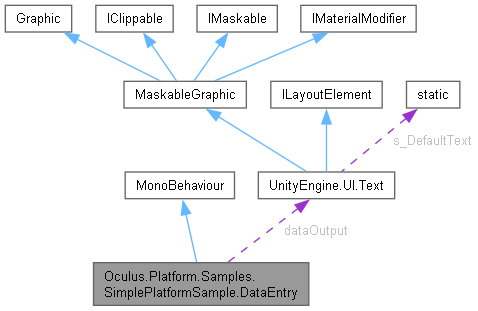 Graphic
IClippable
IMaskable
IMaterialModifier
MaskableGraphic
ILayoutElement
static
s_DefaultText
MonoBehaviour
UnityEngine.UI.Text
dataOutput
Oculus.Platform.Samples.
SimplePlatformSample.DataEntry